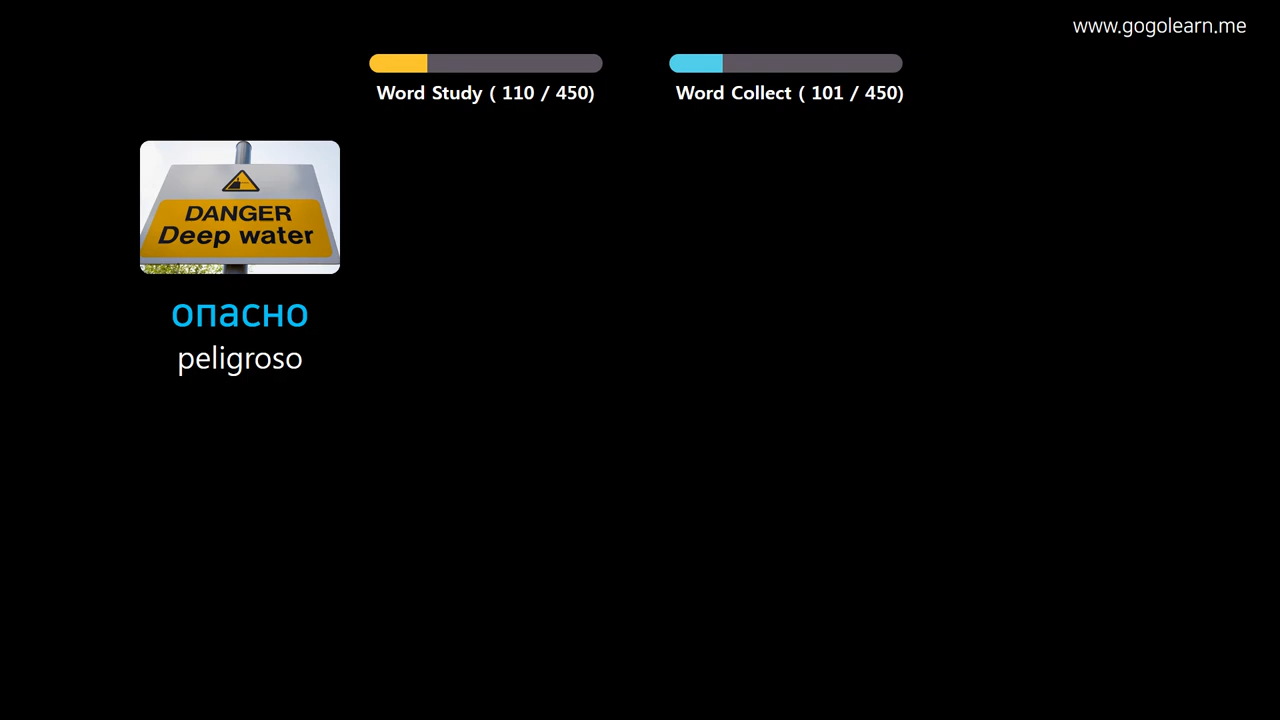 www.gogolearn.me
Word Study ( 110 / 450)
Word Collect ( 101 / 450)
DANGER
Deep water
опасно
peligroso